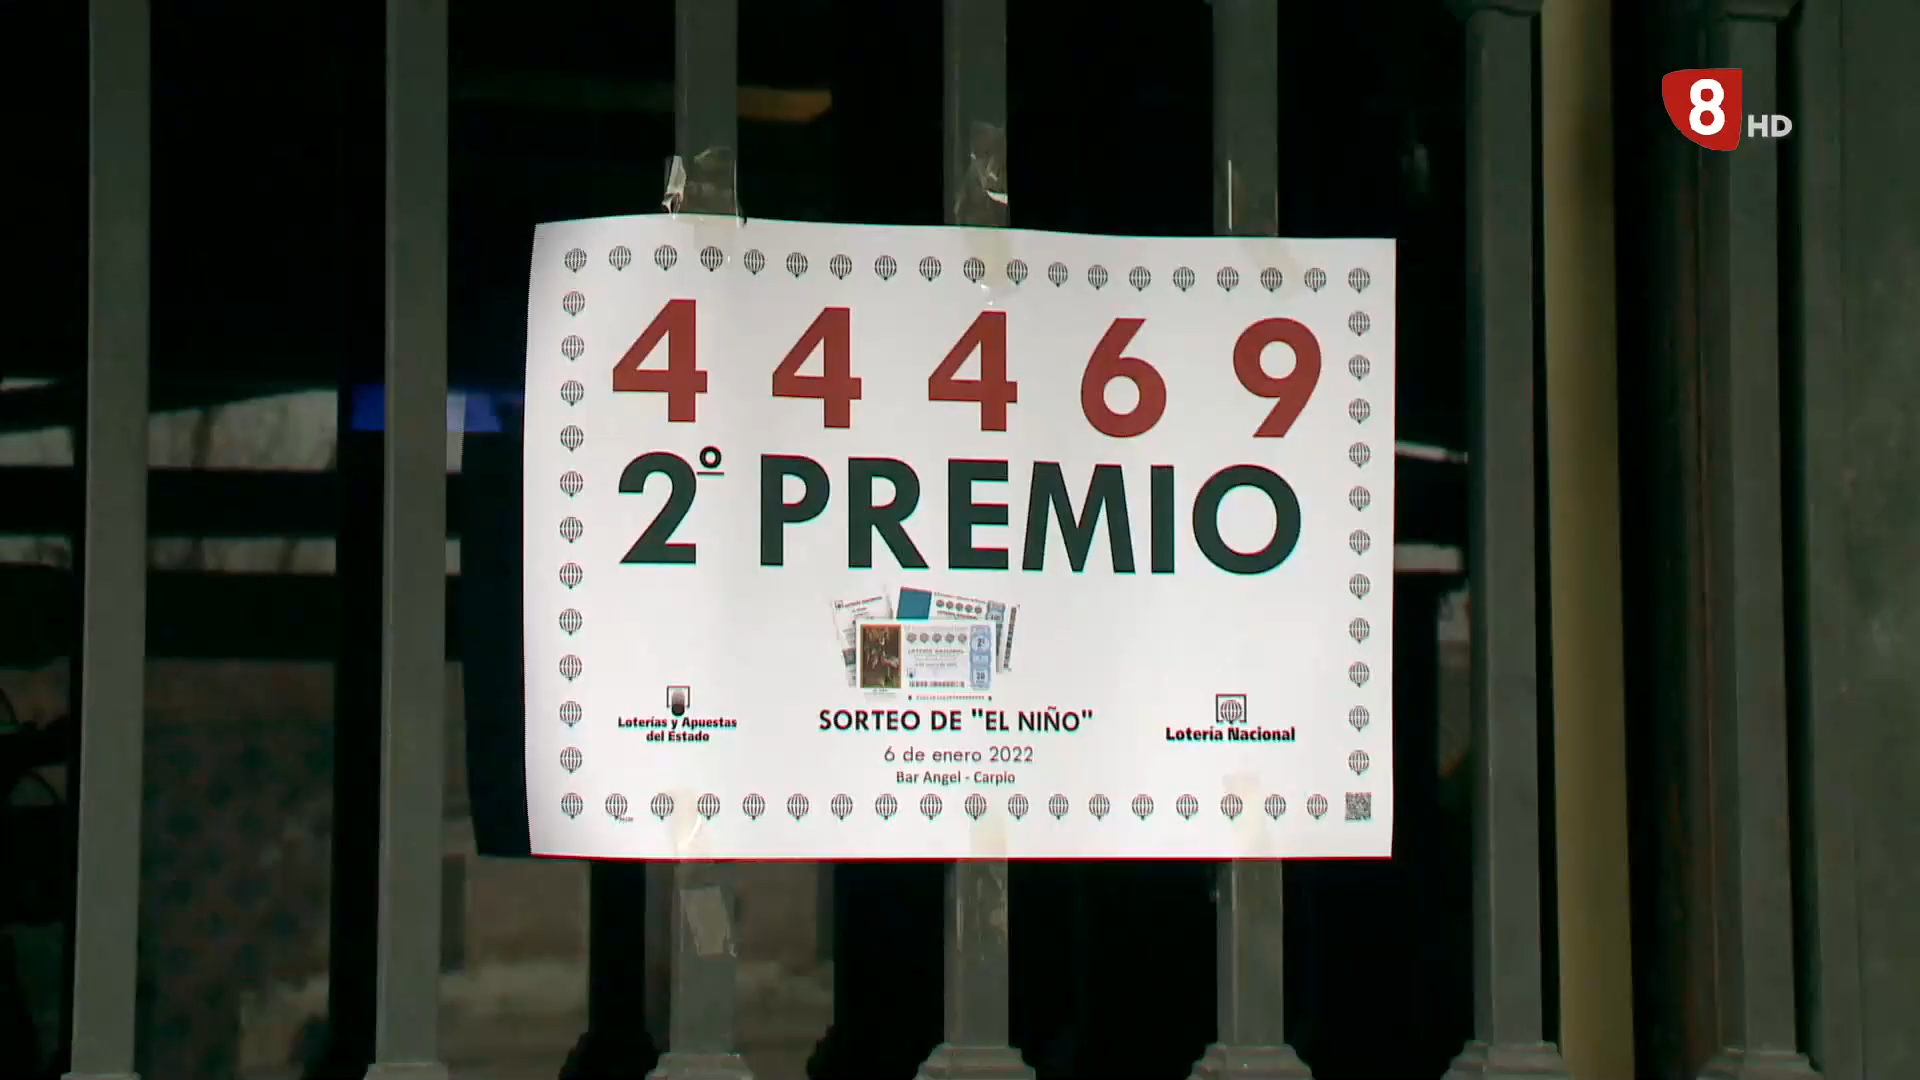 8 HD
44469
2º PREMIO
Loterías y Apuestas
del Estado
SORTEO DE "EL NIÑO"
6 de enero 2022
Bar Angel - Carpio
Lotería Nacional